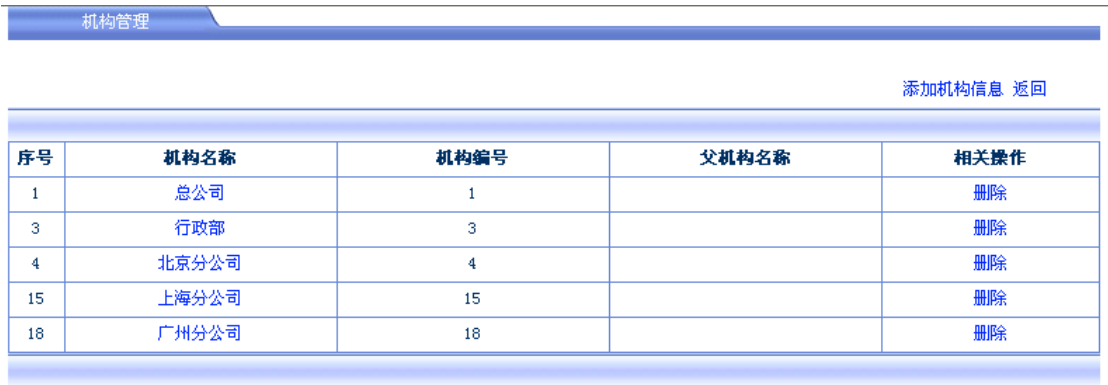 机构管理
添加机构信息 返回
序号 机构名称 机构编号 父机构名称 相关操作
1 总公司 1 删除
3 行政部 3 删除
4 北京分公司 4 删除
15 上海分公司 15 删除
18 广州分公司 18 删除